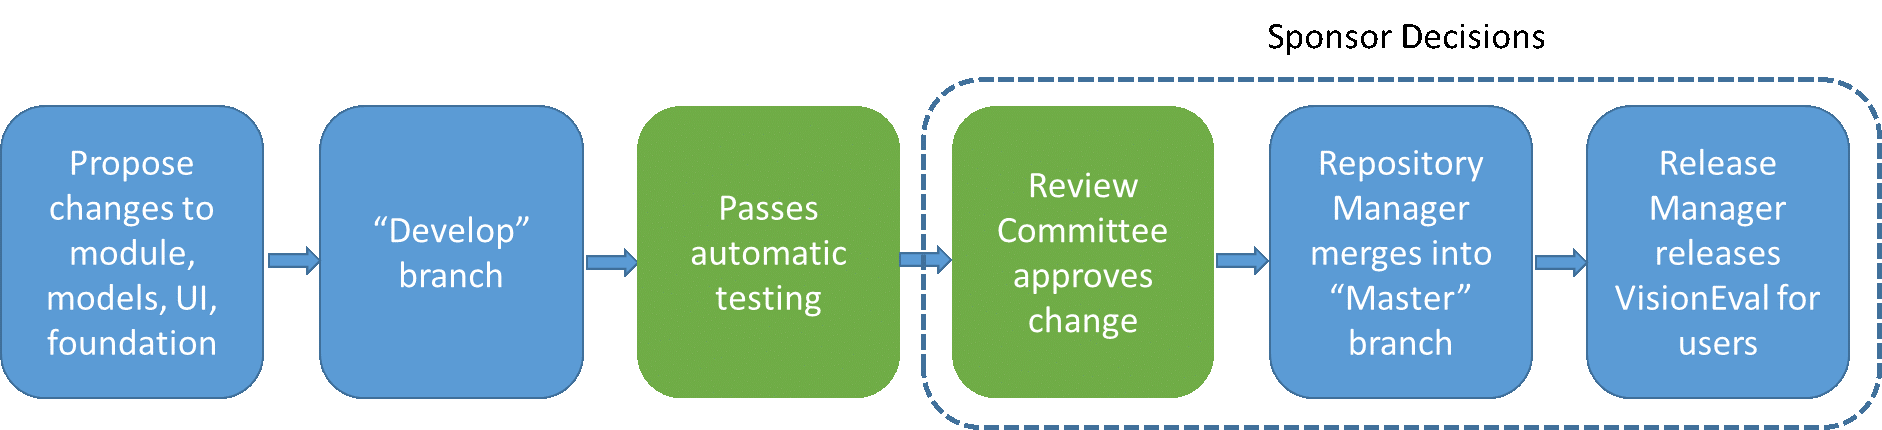 Sponsor Decisions
Propose
changes to
module,
models, UI,
foundation
“Develop”
branch
Passes
automatic
testing
Review
Committee
approves
change
Repository
Manager
merges into
“Master”
branch
Release
Manager
releases
VisionEval for
users